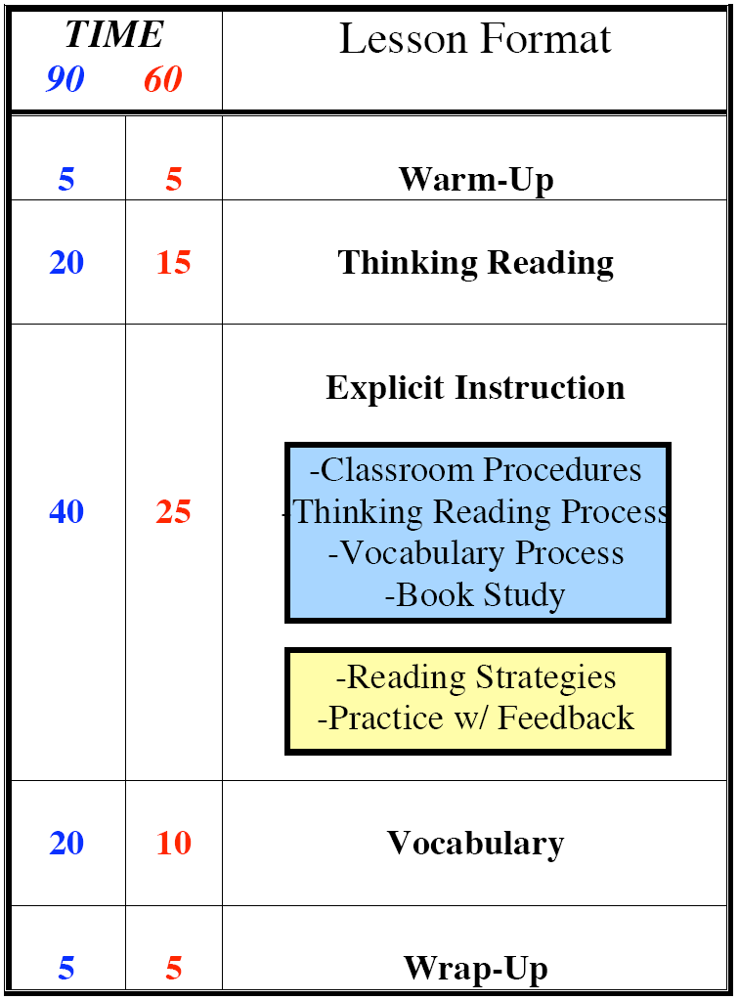 TIME
90 60
Lesson Format
5 5 Warm-Up
20 15 Thinking Reading
Explicit Instruction
-Classroom Procedures
40 25 -Thinking Reading Process
-Vocabulary Process
-Book Study
-Reading Strategies
-Practice w/ Feedback
20 10 Vocabulary
5 5 Wrap-Up